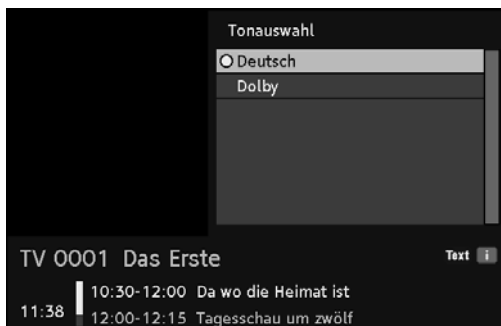 Tonauswahl
Deutsch
Dolby
TV 0001 Das Erste
Text i
10:30-12:00 Da wo die Heimat ist
11:38
12:00-12:15 Tagesschau um zwölf